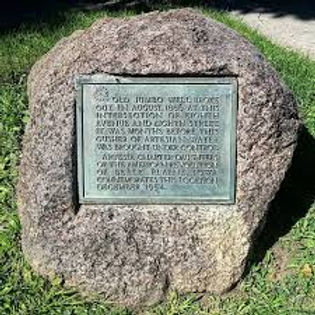 OLD JUMBO WELL BROKE
OUT IN AUGUST 1886 AT THIS
INTERSECTION OF EIGHTH
AVENUE AND EIGHTH STREET.
IT WAS MONTHS BEFORE THIS
GUSHER OF ARTESIAN WATER
WAS BROUGHT UNDER CONTROL.
CHAPTER DAUGHTERS
OF THE AMERICAN REVOLUTION
OF BELLE PLAINE, IOWA
COMMEMORATES THIS LOCATION
DECEMBER 1954